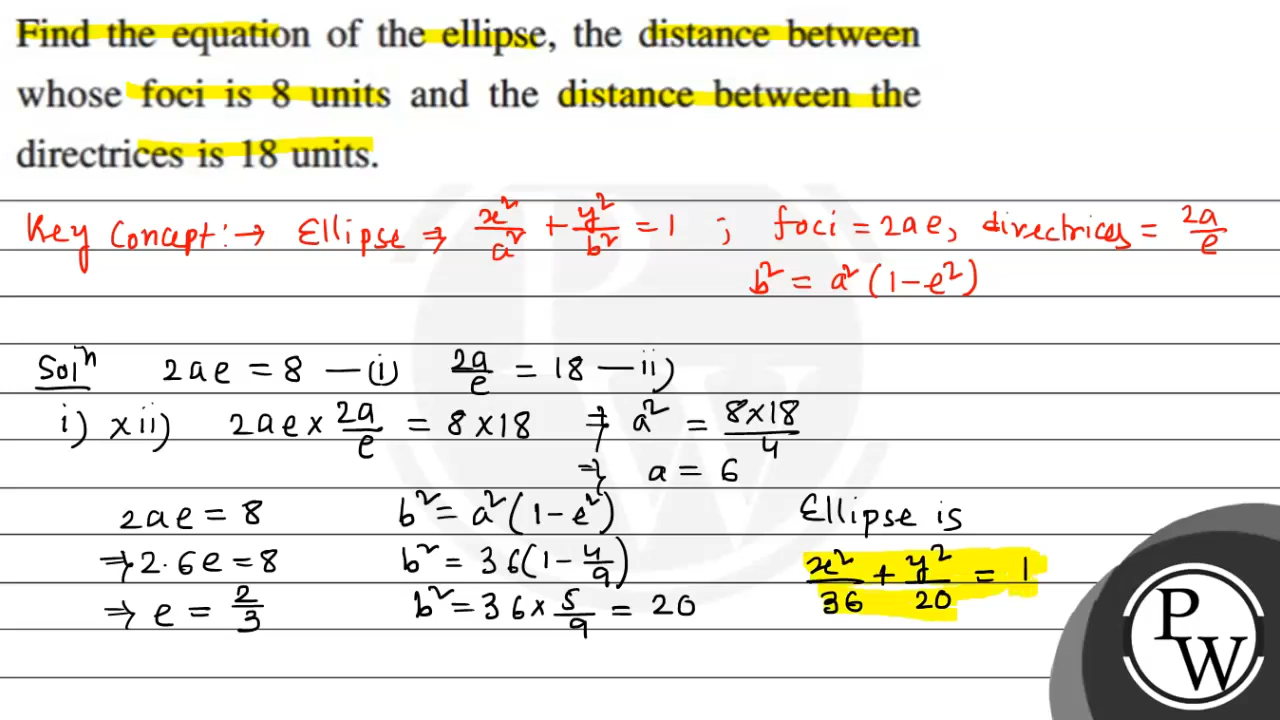 Find the equation of the ellipse, the distance between
whose foci is 8 units and the distance between the
directrices is 18 units.
Key Concept:→ Ellipse ⇒ x²/a² + y²/b² = 1 ; foci = 2ae, directrices = 2a/e
b² = a²(1-e²)
Solⁿ 2ae = 8 —(i) 2a/e = 18 —ii)
i) x ii) 2ae × 2a/e = 8×18 ⇒ a² = 8×18/4
⇒ a = 6
2ae = 8 b² = a²(1-e²) Ellipse is
⇒ 2·6e = 8 b² = 36(1-4/9) x²/36 + y²/20 = 1
⇒ e = 2/3 b² = 36 × 5/9 = 20
PW